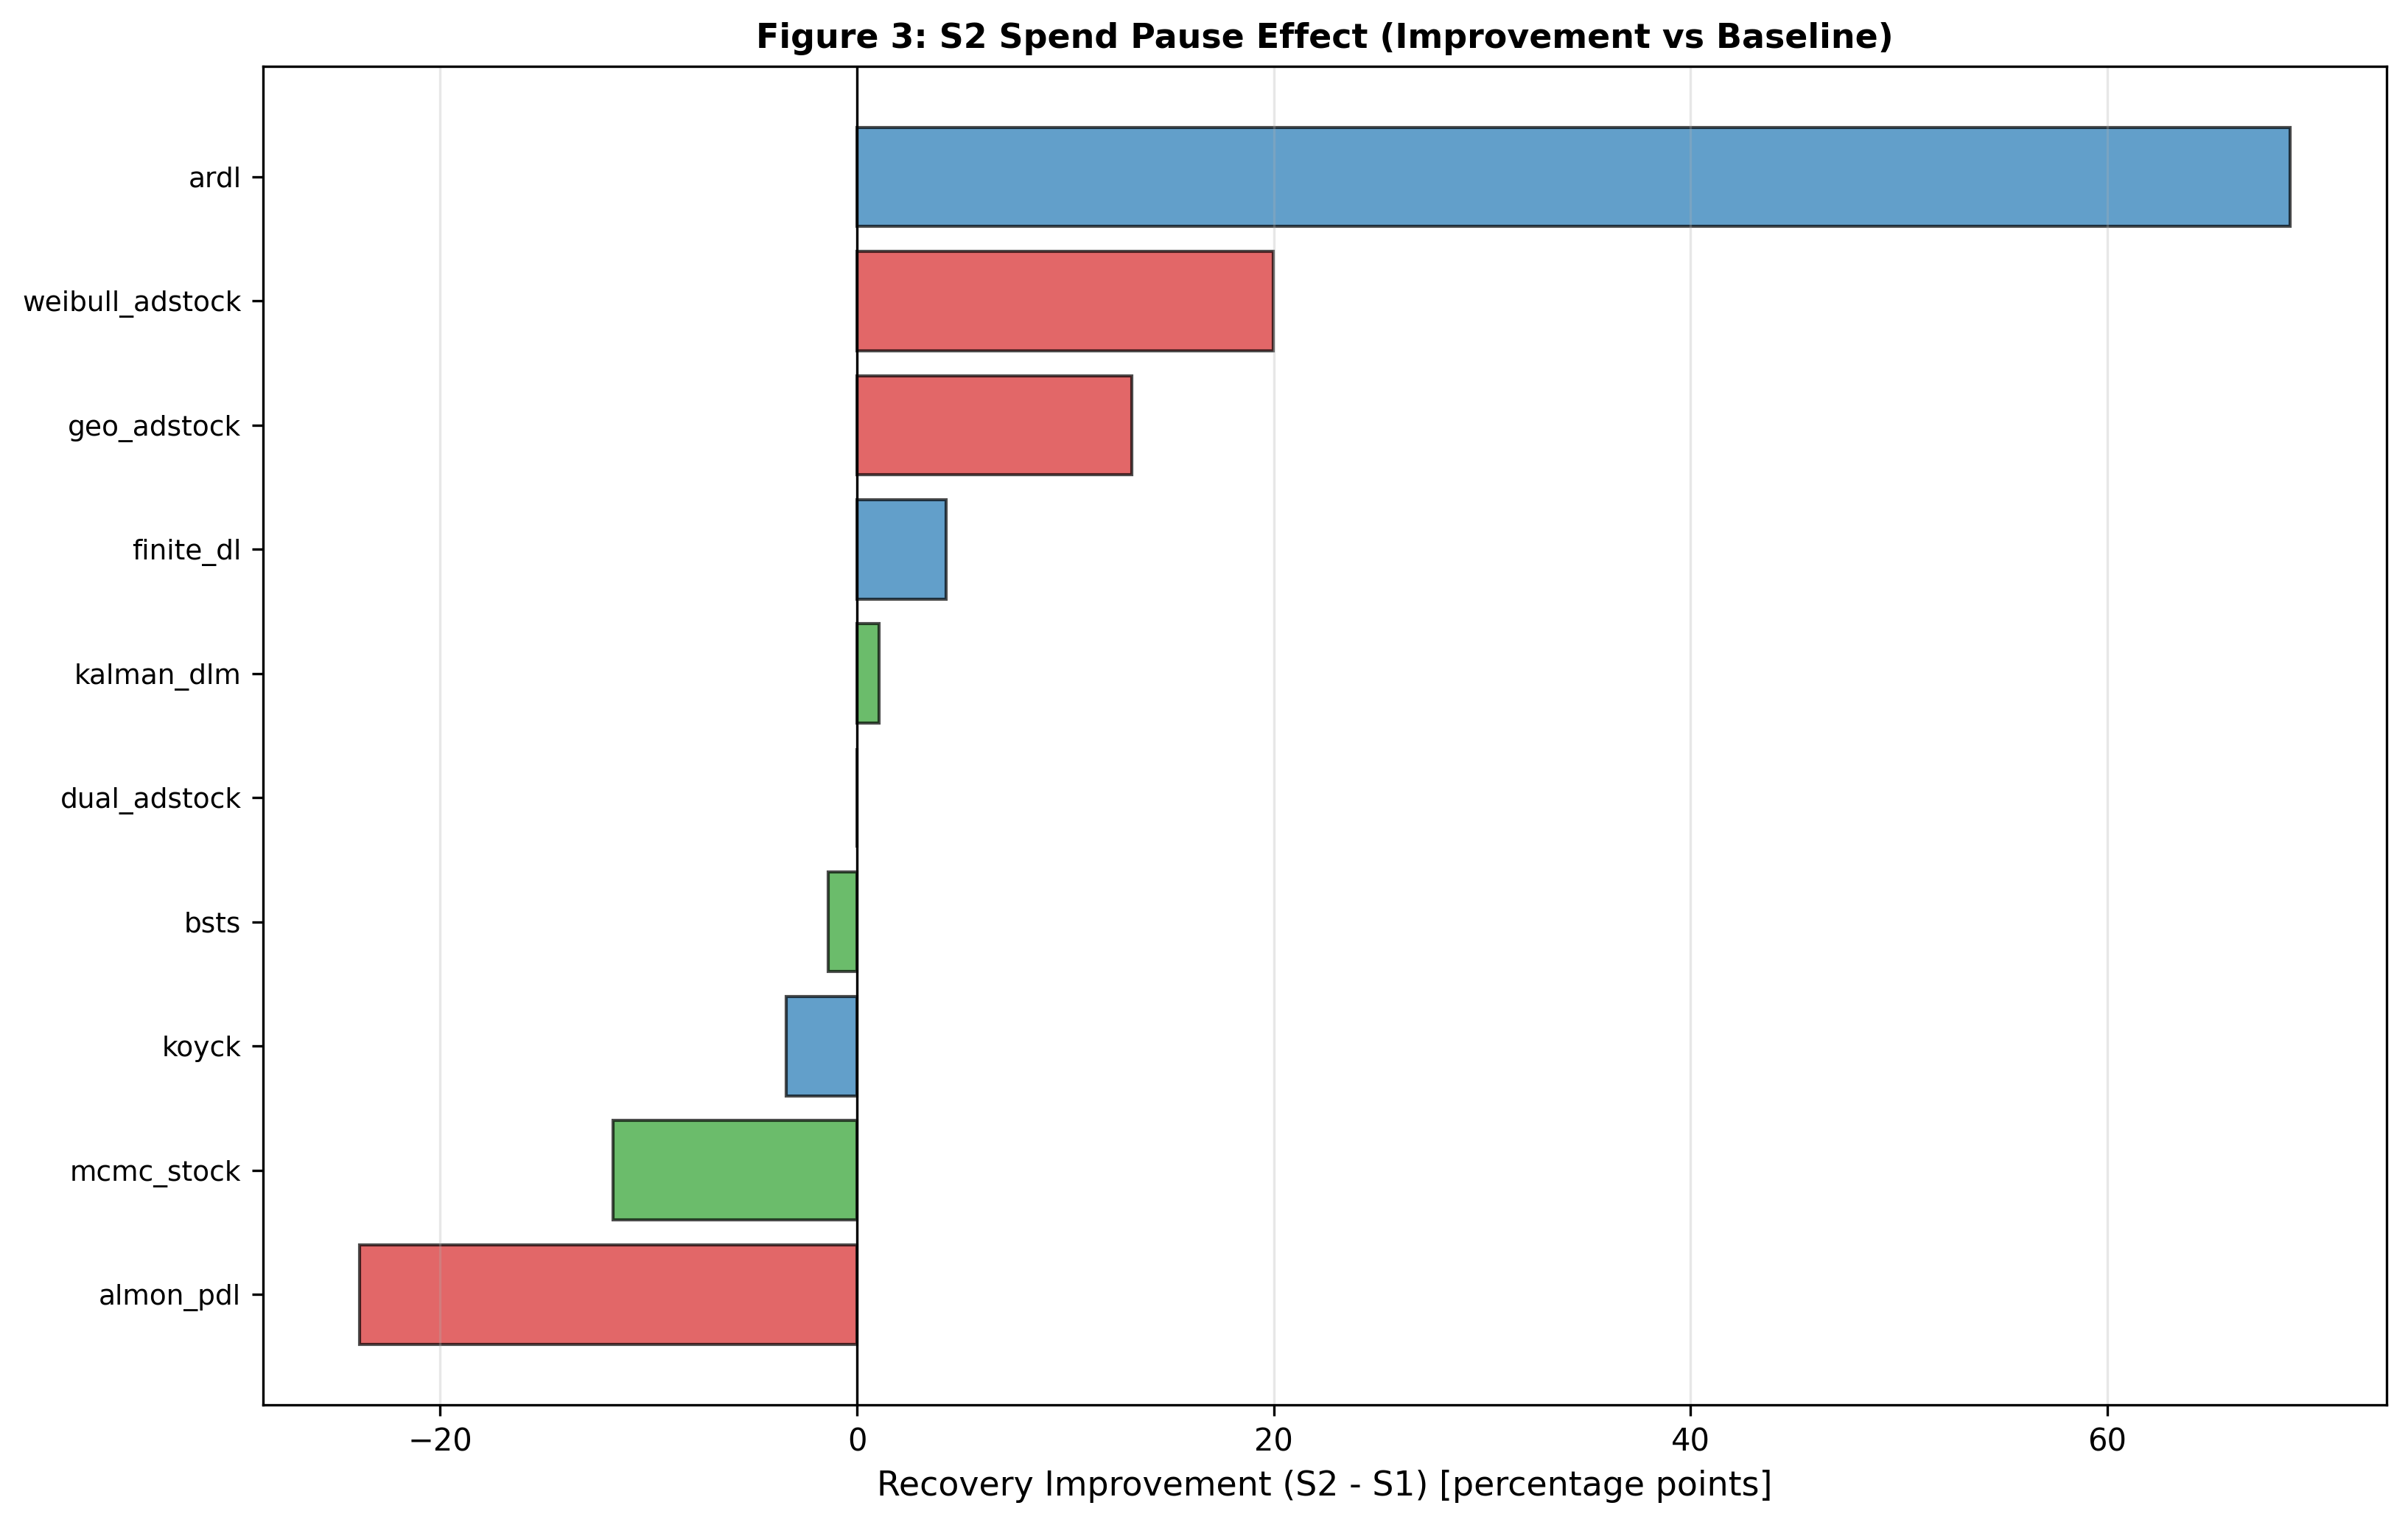 Figure 3: S2 Spend Pause Effect (Improvement vs Baseline)
ardl
weibull_adstock
geo_adstock
finite_dl
kalman_dlm
dual_adstock
bsts
koyck
mcmc_stock
almon_pdl
−20 0 20 40 60
Recovery Improvement (S2 - S1) [percentage points]